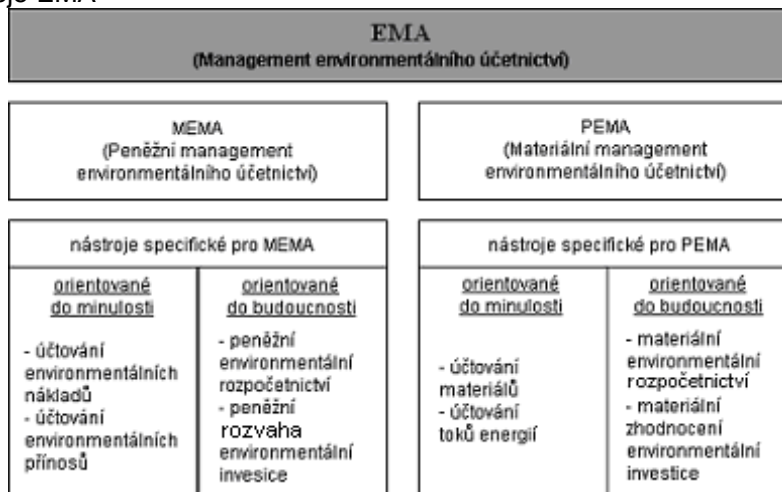 EMA
(Management environmentálního účetnictví)
MEMA
(Peněžní management
environmentálního účetnictví)
PEMA
(Materiální management
environmentálního účetnictví)
nástroje specifické pro MEMA
orientované
do minulosti
- účtování
environmentálních
nákladů
- účtování
environmentálních
přínosů
orientované
do budoucnosti
- peněžní
environmentální
rozpočetnictví
- peněžní
rozvaha
environmentální
invesice
nástroje specifické pro PEMA
orientované
do minulosti
- účtování
materiálů
- účtování
toků energií
orientované
do budoucnosti
- materiální
environmentální
rozpočetnictví
- materiální
zhodnocení
environmentální
investice